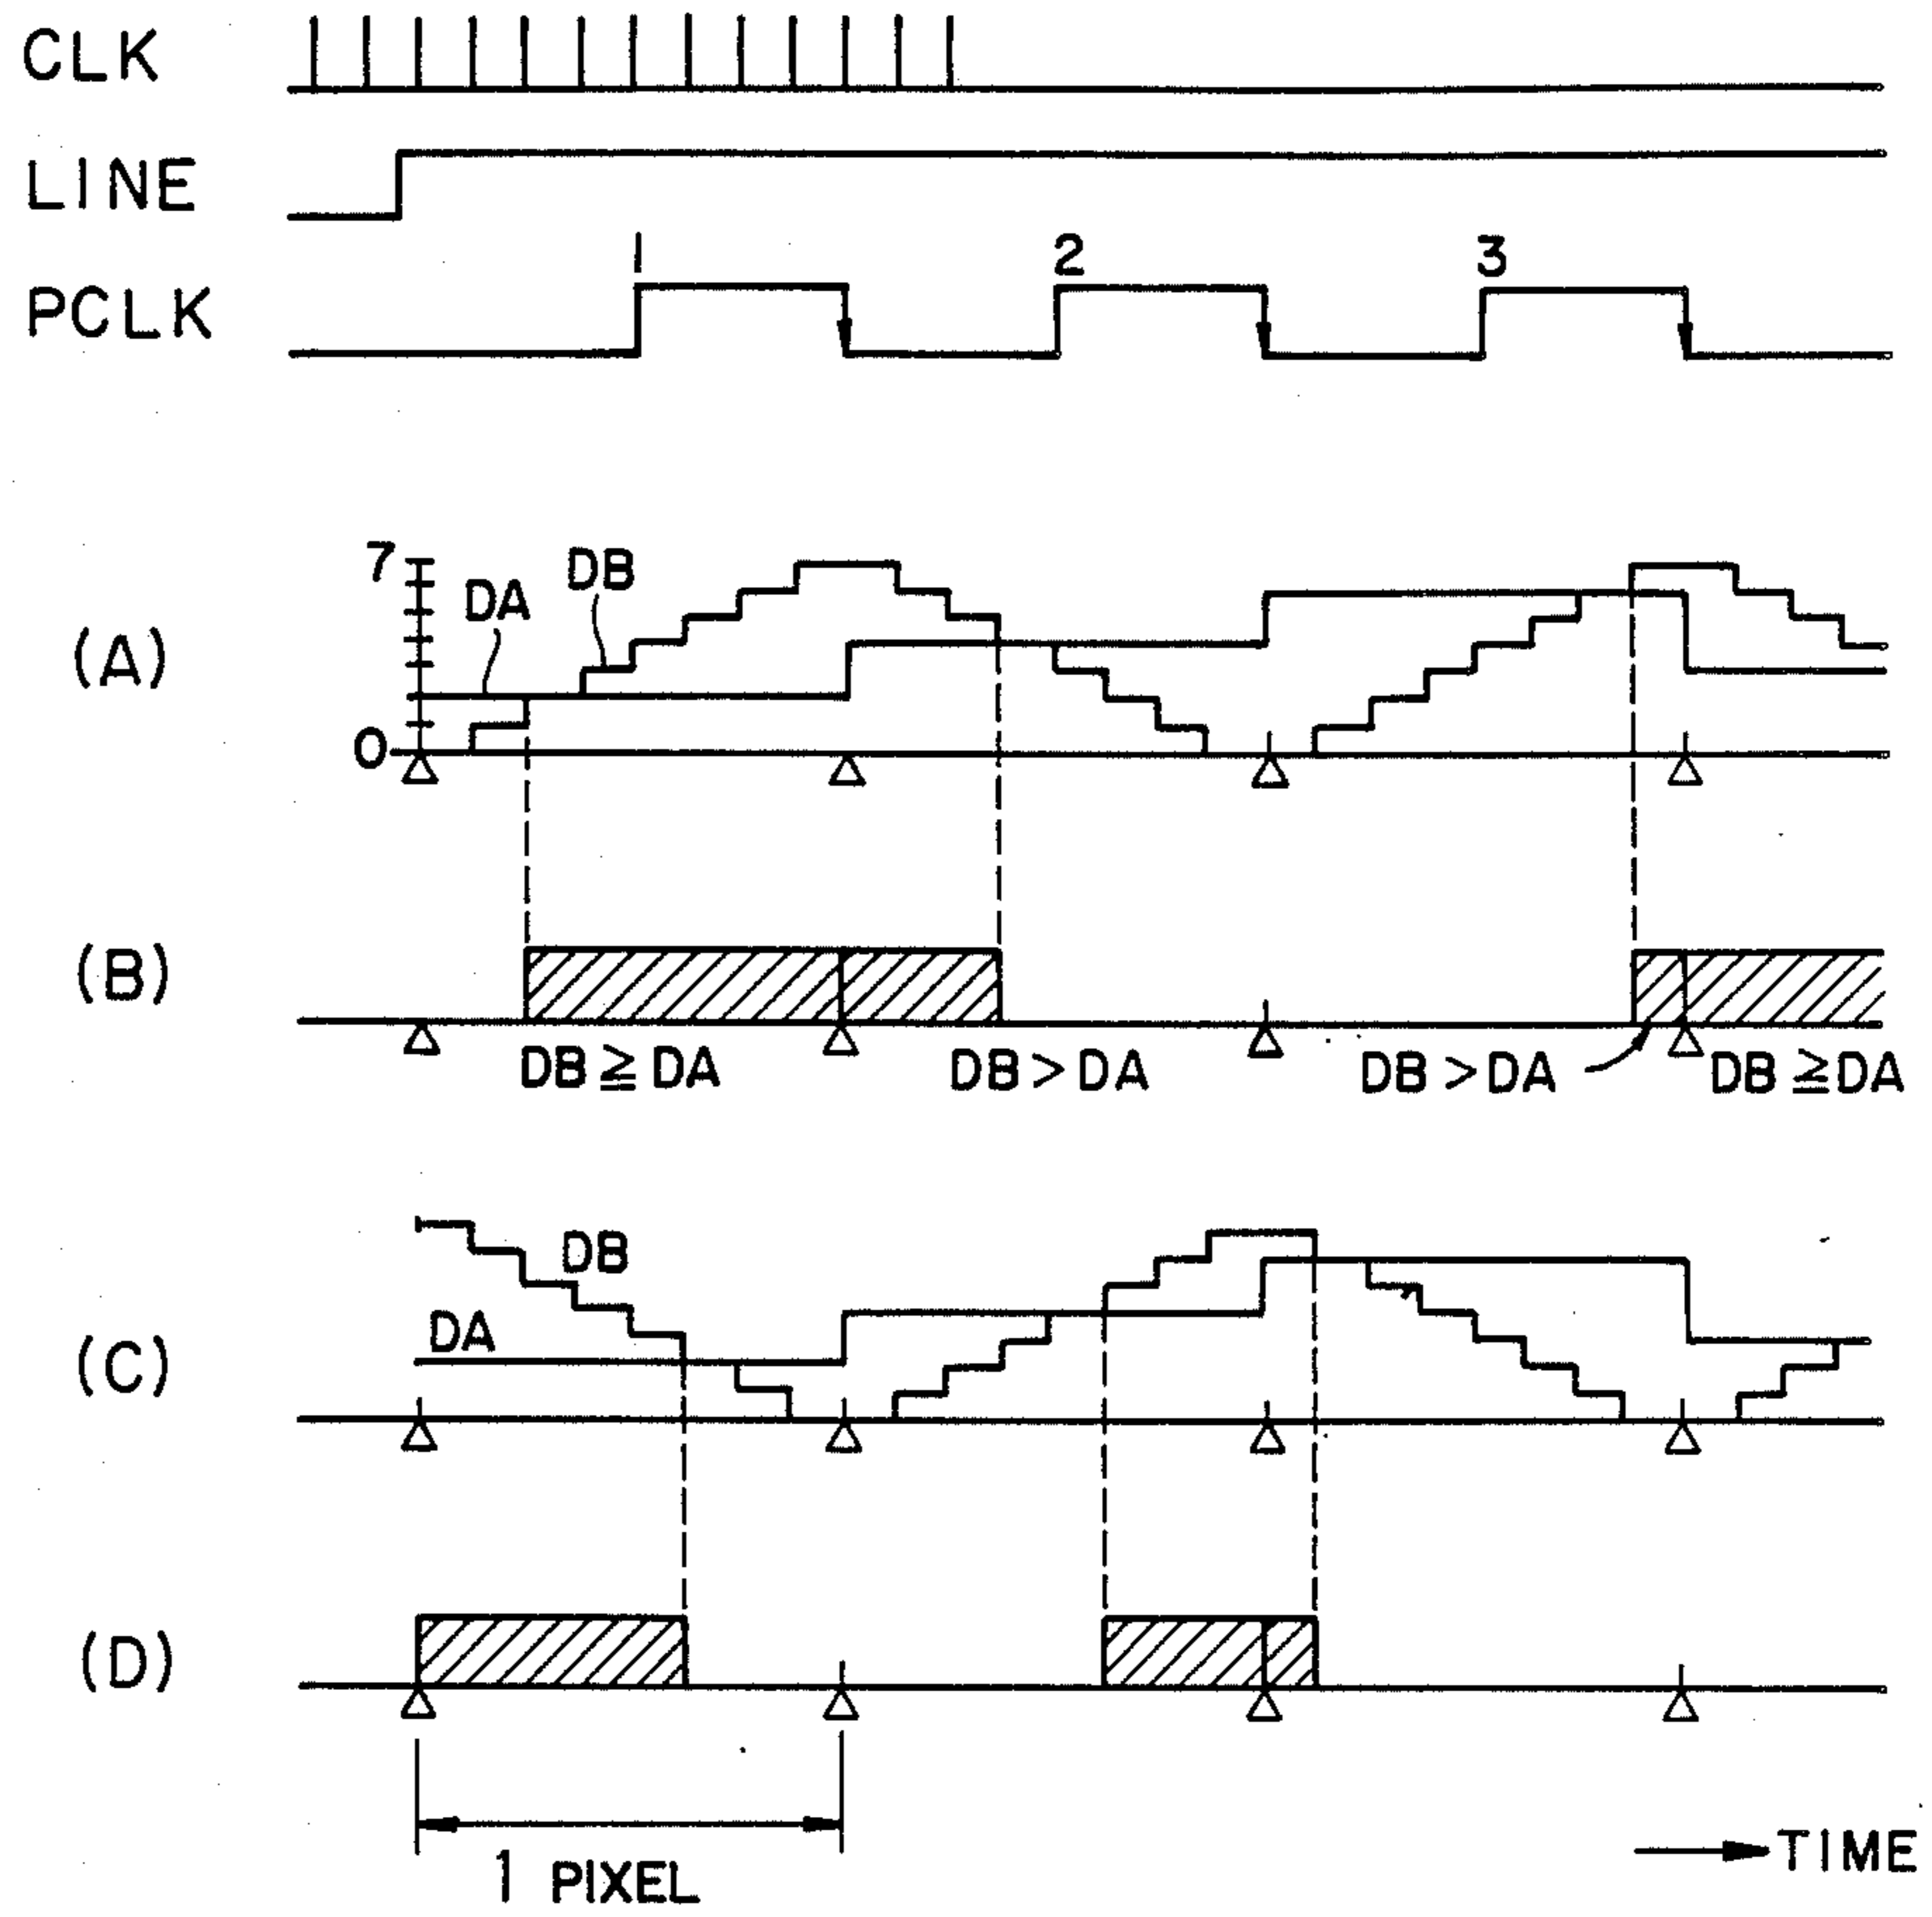 CLK
LINE
PCLK
1 2 3
(A)
7
0
DA
DB
(B)
DB ≧ DA
DB > DA
DB > DA
DB ≧ DA
(C)
DB
DA
(D)
1 PIXEL
TIME